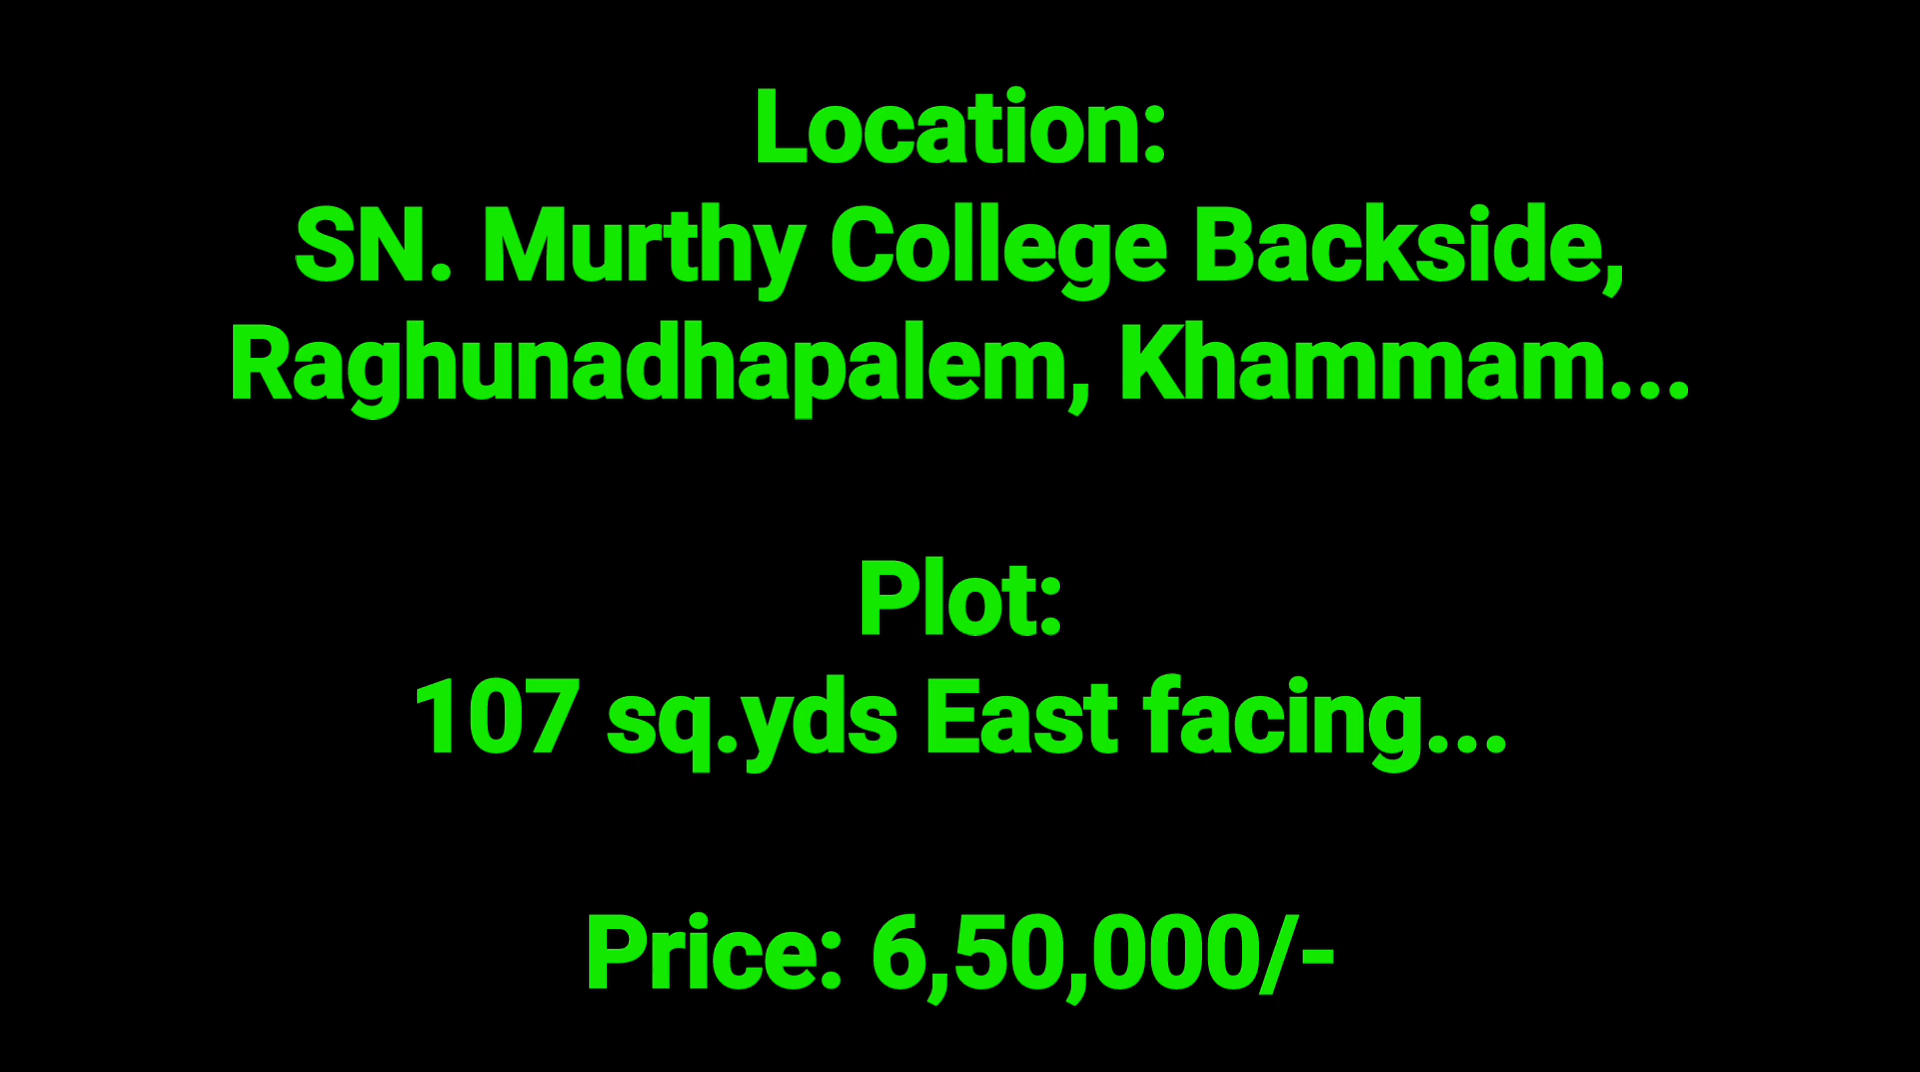 Location:
SN. Murthy College Backside,
Raghunadhapalem, Khammam...
Plot:
107 sq.yds East facing...
Price: 6,50,000/-